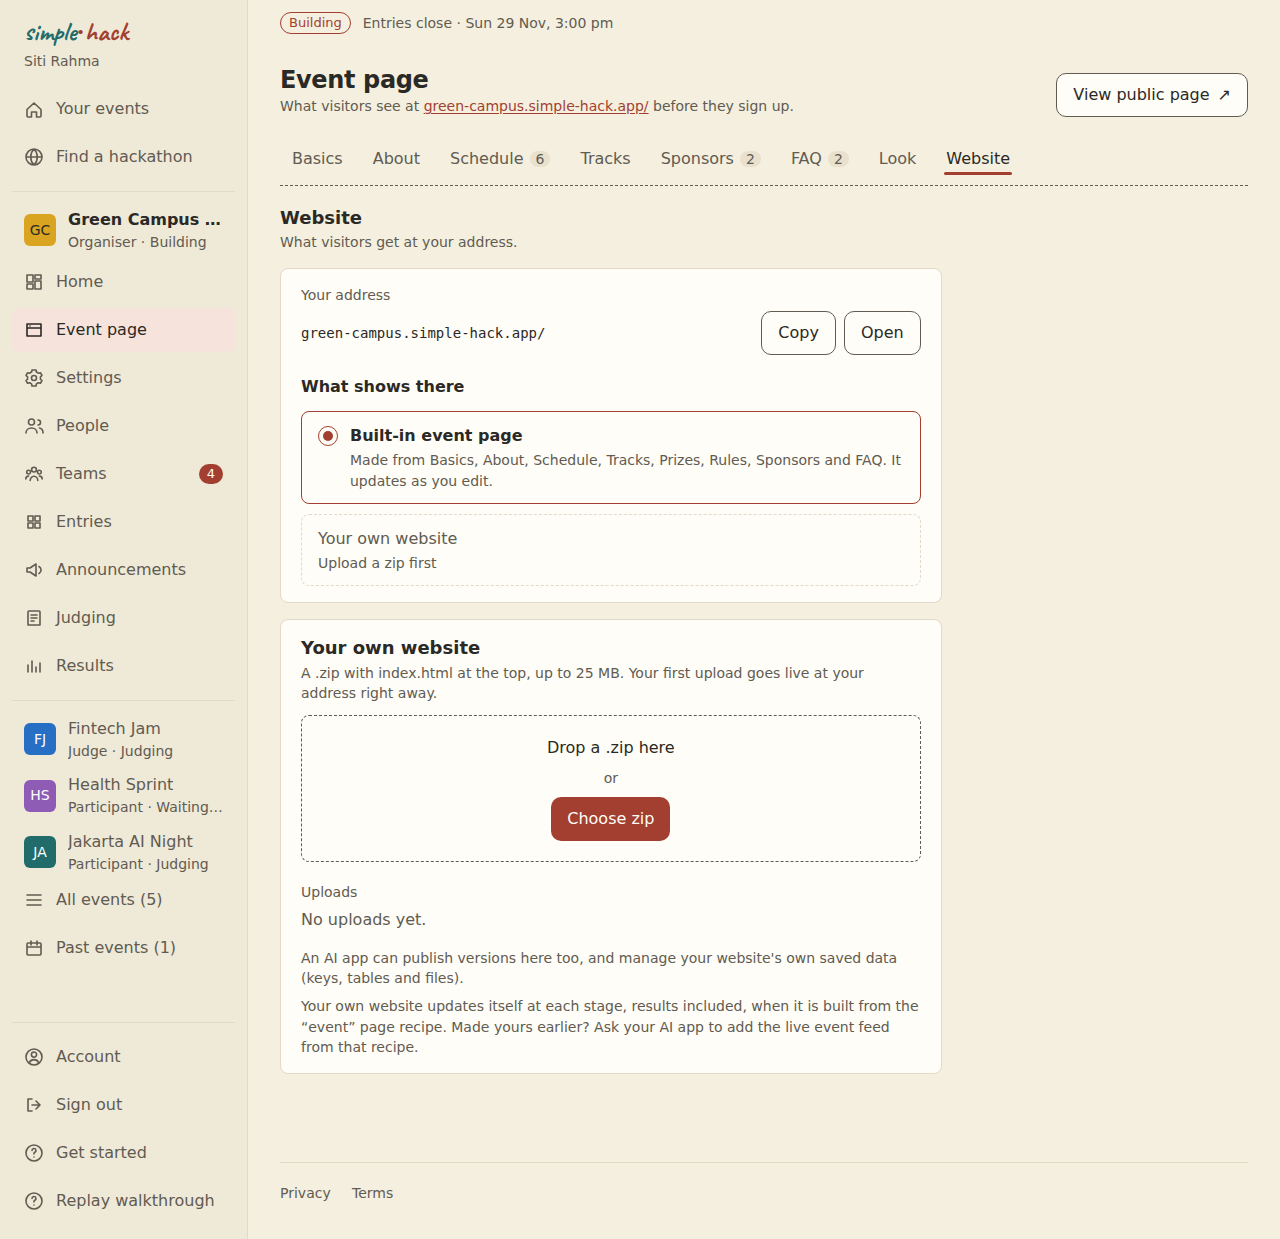 simple·hack
Siti Rahma
Your events
Find a hackathon
GC
Green Campus …
Organiser · Building
Home
Event page
Settings
People
Teams
4
Entries
Announcements
Judging
Results
FJ
Fintech Jam
Judge · Judging
HS
Health Sprint
Participant · Waiting…
JA
Jakarta AI Night
Participant · Judging
All events (5)
Past events (1)
Account
Sign out
Get started
Replay walkthrough
Building
Entries close · Sun 29 Nov, 3:00 pm
Event page
What visitors see at green-campus.simple-hack.app/ before they sign up.
View public page ↗
Basics
About
Schedule 6
Tracks
Sponsors 2
FAQ 2
Look
Website
Website
What visitors get at your address.
Your address
green-campus.simple-hack.app/
Copy
Open
What shows there
Built-in event page
Made from Basics, About, Schedule, Tracks, Prizes, Rules, Sponsors and FAQ. It
updates as you edit.
Your own website
Upload a zip first
Your own website
A .zip with index.html at the top, up to 25 MB. Your first upload goes live at your
address right away.
Drop a .zip here
or
Choose zip
Uploads
No uploads yet.
An AI app can publish versions here too, and manage your website's own saved data
(keys, tables and files).
Your own website updates itself at each stage, results included, when it is built from the
“event” page recipe. Made yours earlier? Ask your AI app to add the live event feed
from that recipe.
Privacy
Terms